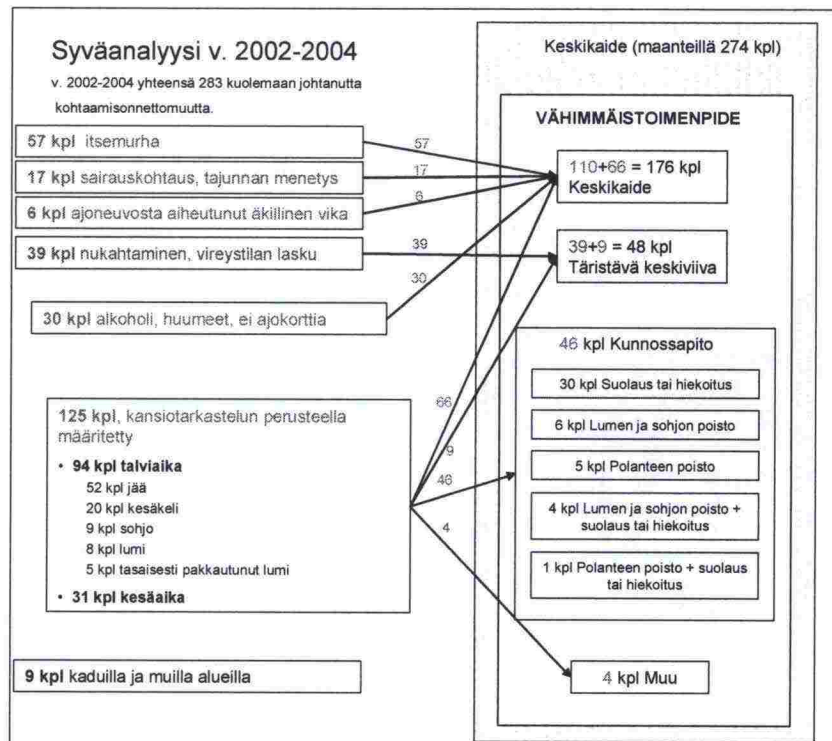 Syväanalyysi v. 2002-2004
v. 2002-2004 yhteensä 283 kuolemaan johtanutta
kohtaamisonnettomuutta.
57 kpl itsemurha
17 kpl sairauskohtaus, tajunnan menetys
6 kpl ajoneuvosta aiheutunut äkillinen vika
39 kpl nukahtaminen, vireystilan lasku
30 kpl alkoholi, huumeet, ei ajokorttia
125 kpl, kansiotarkastelun perusteella
määritetty
• 94 kpl talviaika
52 kpl jää
20 kpl kesäkeli
9 kpl sohjo
8 kpl lumi
5 kpl tasaisesti pakkautunut lumi
• 31 kpl kesäaika
9 kpl kaduilla ja muilla alueilla
57
17
6
39
30
66
9
46
4
Keskikaide (maanteillä 274 kpl)
VÄHIMMÄISTOIMENPIDE
110+66 = 176 kpl
Keskikaide
39+9 = 48 kpl
Täristävä keskiviiva
46 kpl Kunnossapito
30 kpl Suolaus tai hiekoitus
6 kpl Lumen ja sohjon poisto
5 kpl Polanteen poisto
4 kpl Lumen ja sohjon poisto +
suolaus tai hiekoitus
1 kpl Polanteen poisto + suolaus
tai hiekoitus
4 kpl Muu